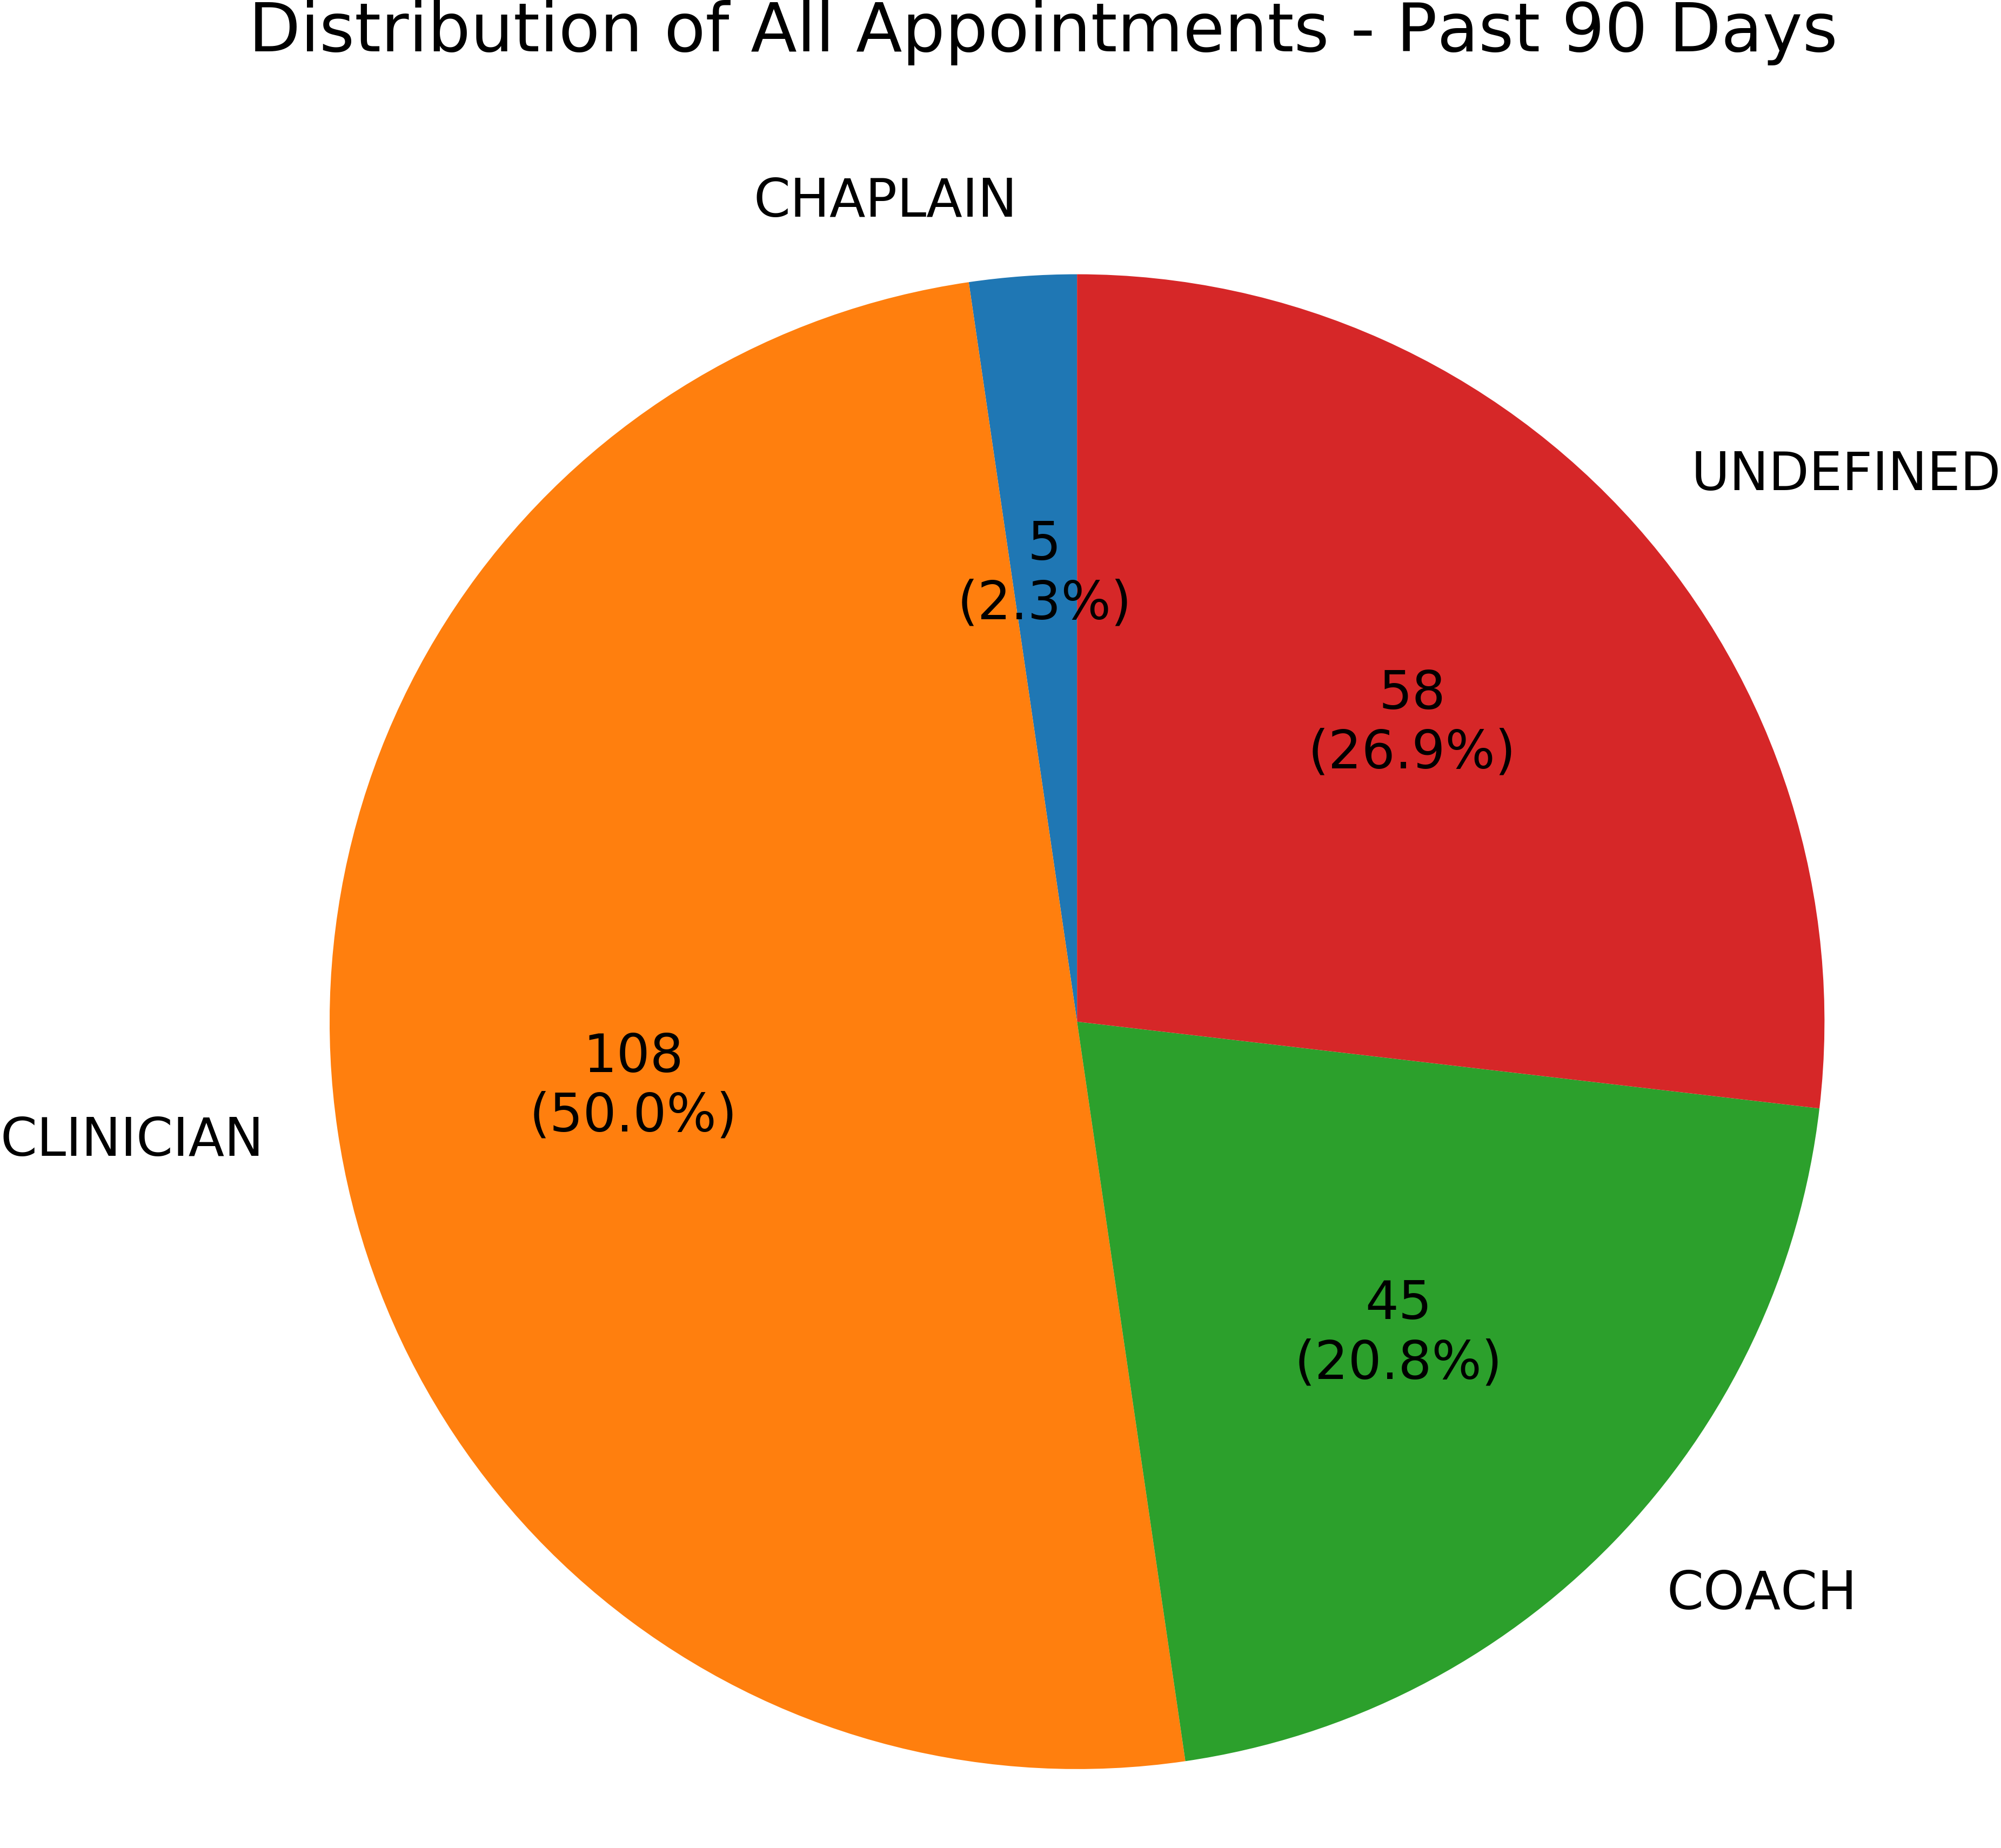 Distribution of All Appointments - Past 90 Days
CHAPLAIN
UNDEFINED
5
(2.3%)
58
(26.9%)
108
(50.0%)
CLINICIAN
45
(20.8%)
COACH